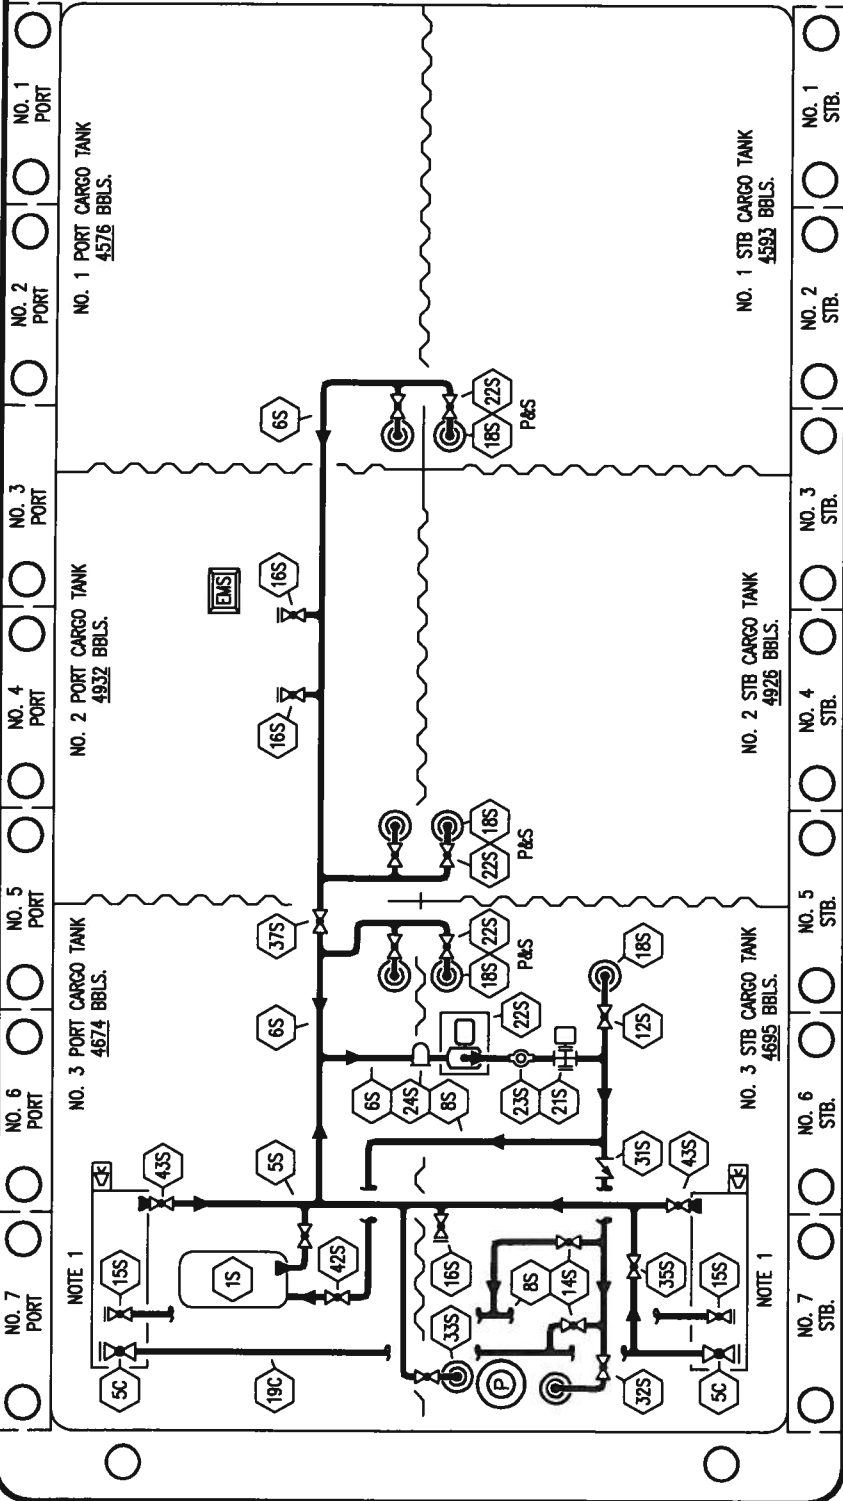 NO. 1
PORT
NO. 2
PORT
NO. 3
PORT
NO. 4
PORT
NO. 5
PORT
NO. 6
PORT
NO. 7
PORT
NO. 1 PORT CARGO TANK
4576 BBLS.
NO. 2 PORT CARGO TANK
4932 BBLS.
NO. 3 PORT CARGO TANK
4674 BBLS.
NO. 1 STB CARGO TANK
4593 BBLS.
NO. 2 STB CARGO TANK
4926 BBLS.
NO. 3 STB CARGO TANK
4695 BBLS.
NO. 1
STB.
NO. 2
STB.
NO. 3
STB.
NO. 4
STB.
NO. 5
STB.
NO. 6
STB.
NO. 7
STB.
6S
22S
18S
P&S
EMS
16S
16S
18S
22S
P&S
37S
22S
18S
P&S
6S
18S
12S
22S
6S
24S
8S
23S
21S
5S
43S
31S
43S
NOTE 1
15S
1S
42S
16S
8S
14S
35S
15S
NOTE 1
5C
19C
33S
P
32S
5C